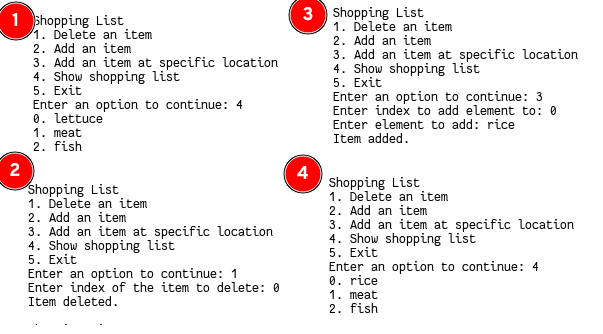 1
Shopping List
1. Delete an item
2. Add an item
3. Add an item at specific location
4. Show shopping list
5. Exit
Enter an option to continue: 4
0. lettuce
1. meat
2. fish
2
Shopping List
1. Delete an item
2. Add an item
3. Add an item at specific location
4. Show shopping list
5. Exit
Enter an option to continue: 1
Enter index of the item to delete: 0
Item deleted.
3
Shopping List
1. Delete an item
2. Add an item
3. Add an item at specific location
4. Show shopping list
5. Exit
Enter an option to continue: 3
Enter index to add element to: 0
Enter element to add: rice
Item added.
4
Shopping List
1. Delete an item
2. Add an item
3. Add an item at specific location
4. Show shopping list
5. Exit
Enter an option to continue: 4
0. rice
1. meat
2. fish